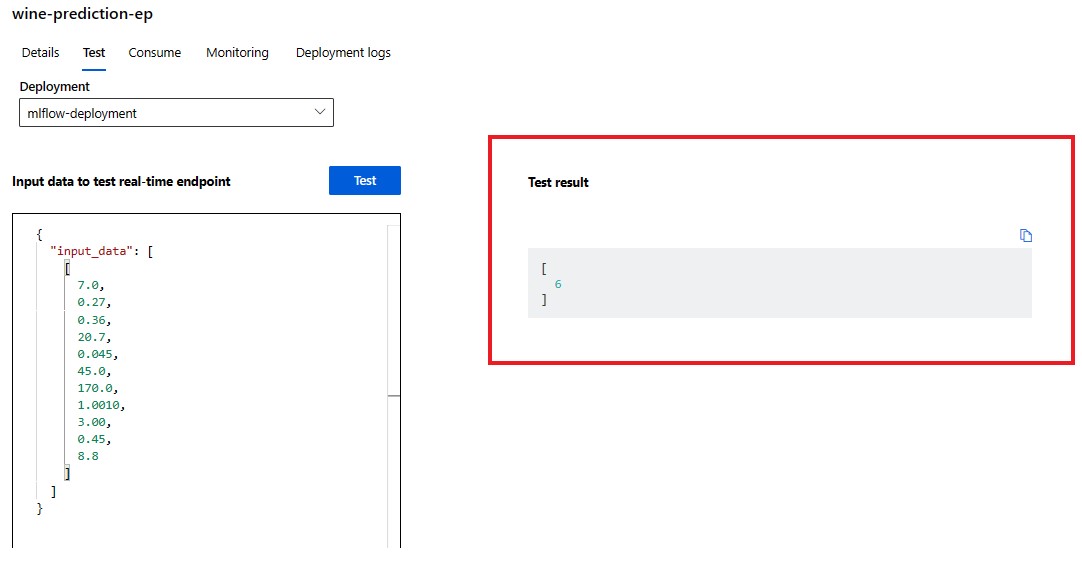 wine-prediction-ep
Details Test Consume Monitoring Deployment logs
Deployment
mlflow-deployment
Input data to test real-time endpoint
Test
{
"input_data": [
[
7.0,
0.27,
0.36,
20.7,
0.045,
45.0,
170.0,
1.0010,
3.00,
0.45,
8.8
]
]
}
Test result
[
6
]